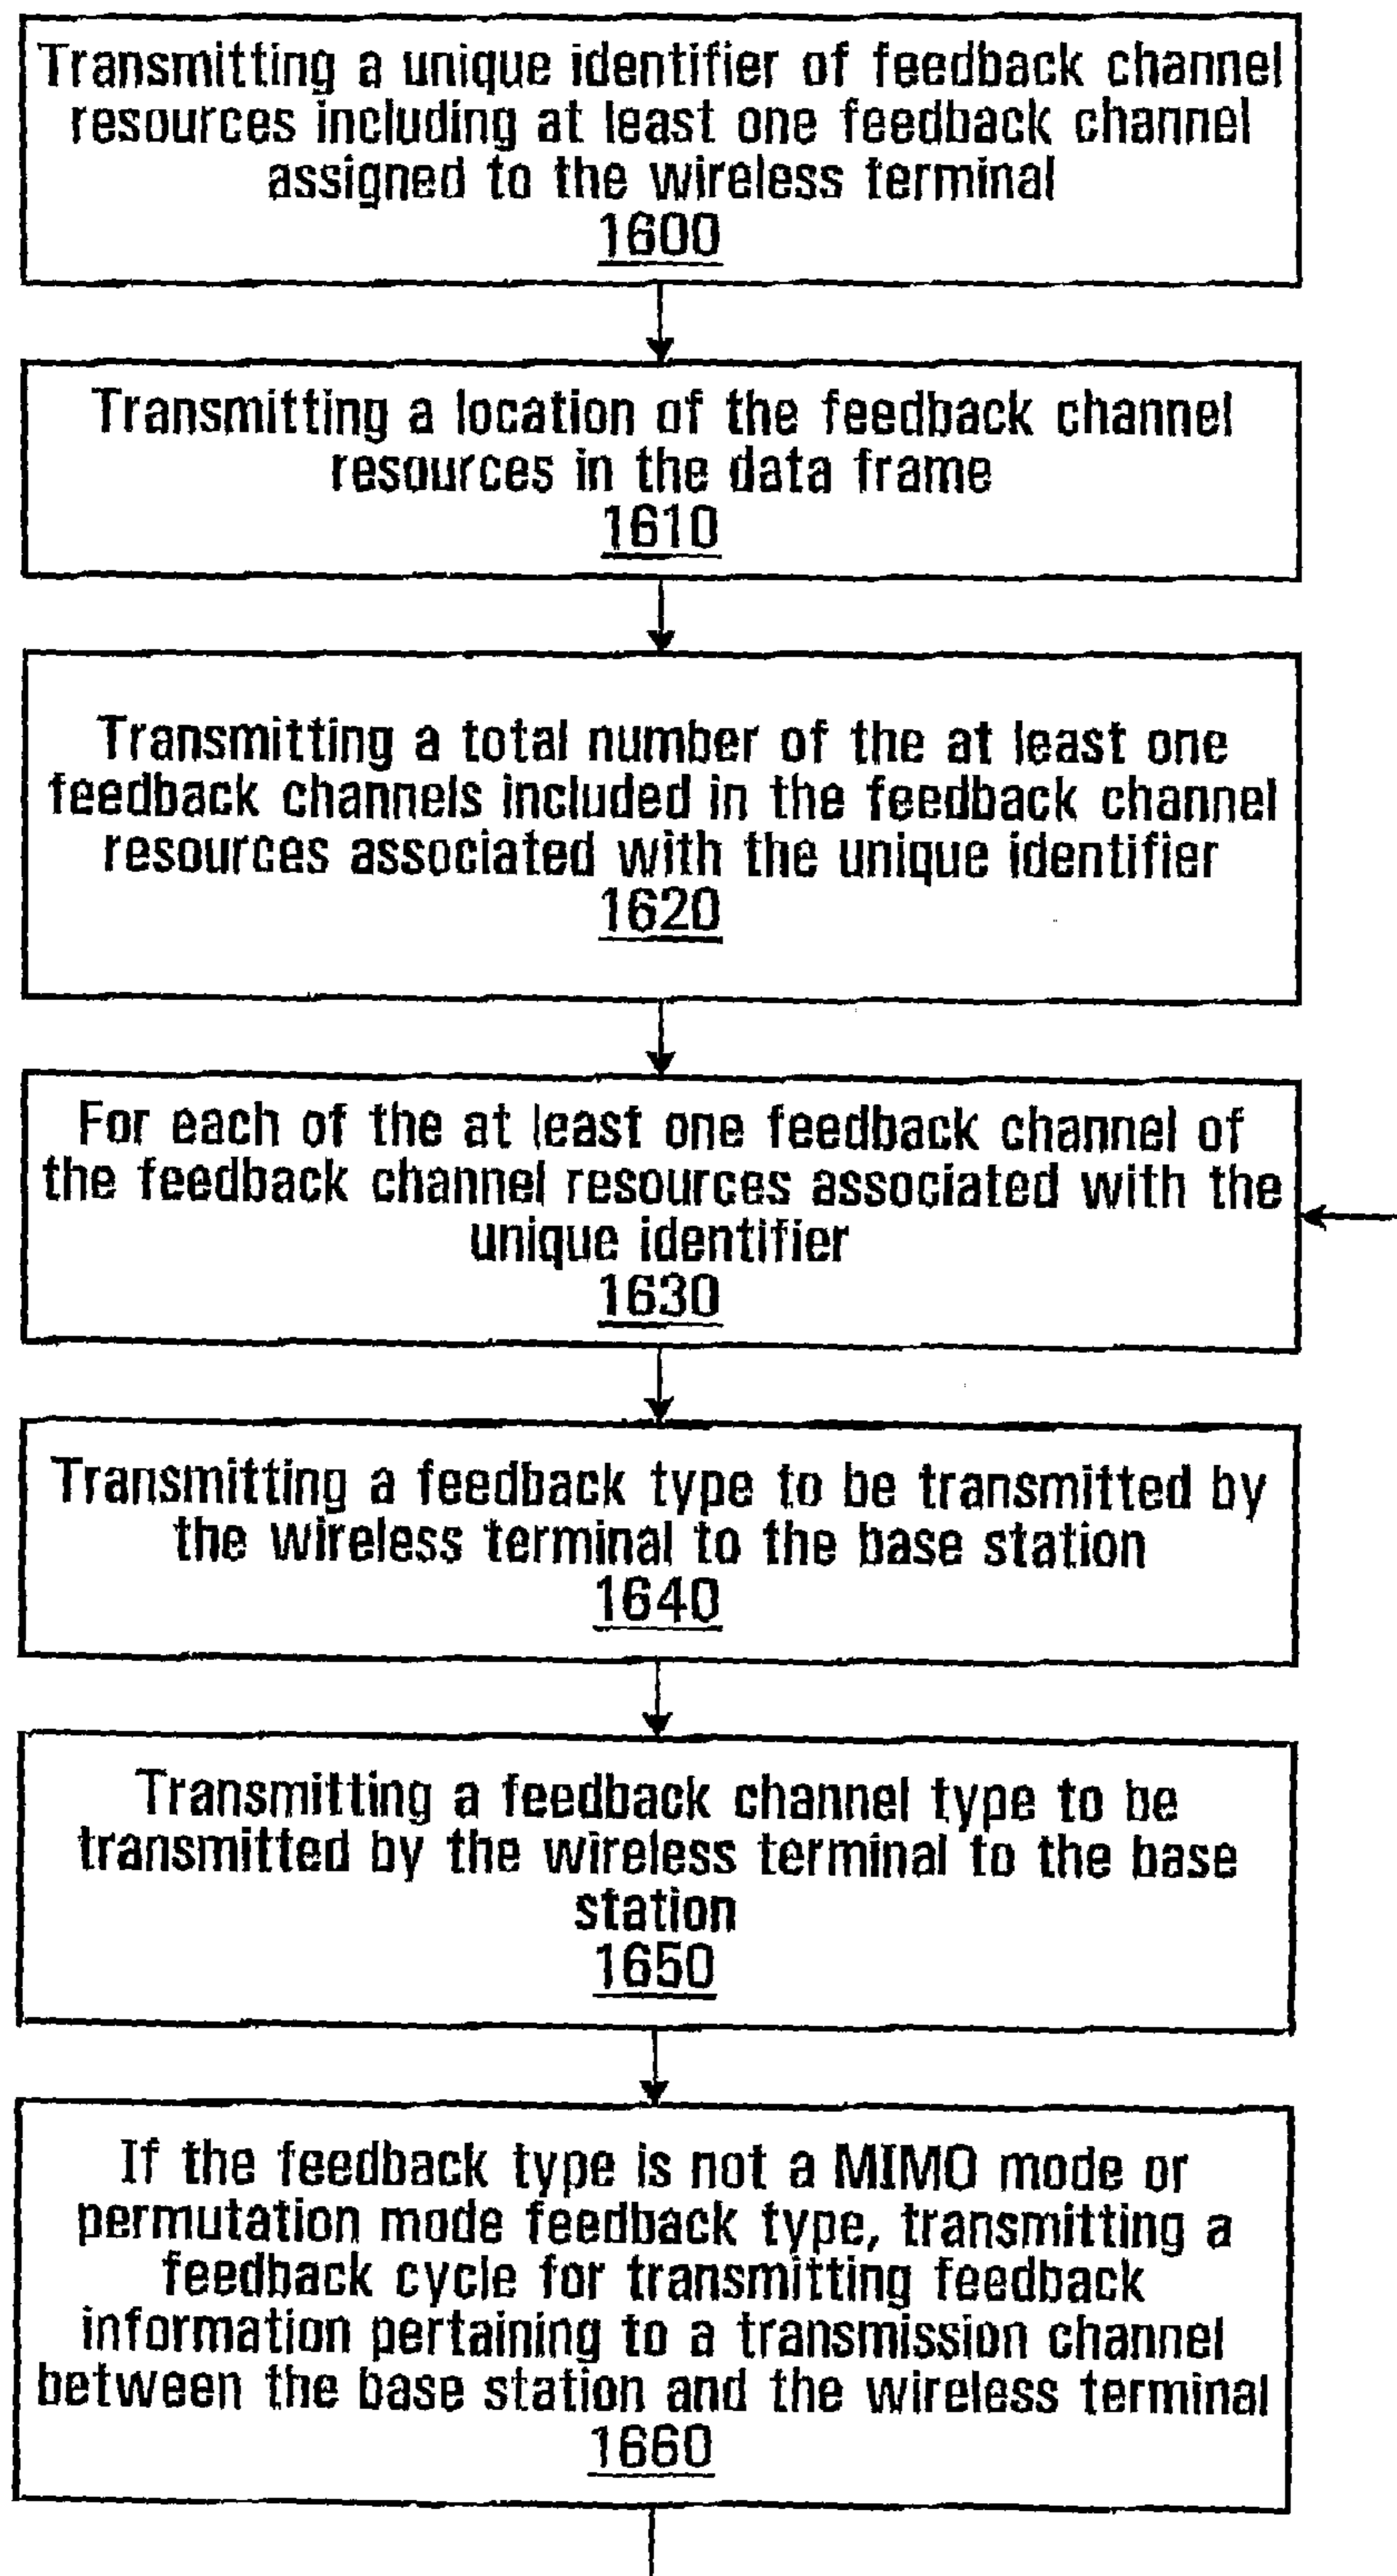 Transmitting a unique identifier of feedback channel
resources including at least one feedback channel
assigned to the wireless terminal
1600
Transmitting a location of the feedback channel
resources in the data frame
1610
Transmitting a total number of the at least one
feedback channels included in the feedback channel
resources associated with the unique identifier
1620
For each of the at least one feedback channel of
the feedback channel resources associated with the
unique identifier
1630
Transmitting a feedback type to be transmitted by
the wireless terminal to the base station
1640
Transmitting a feedback channel type to be
transmitted by the wireless terminal to the base
station
1650
If the feedback type is not a MIMO mode or
permutation mode feedback type, transmitting a
feedback cycle for transmitting feedback
information pertaining to a transmission channel
between the base station and the wireless terminal
1660